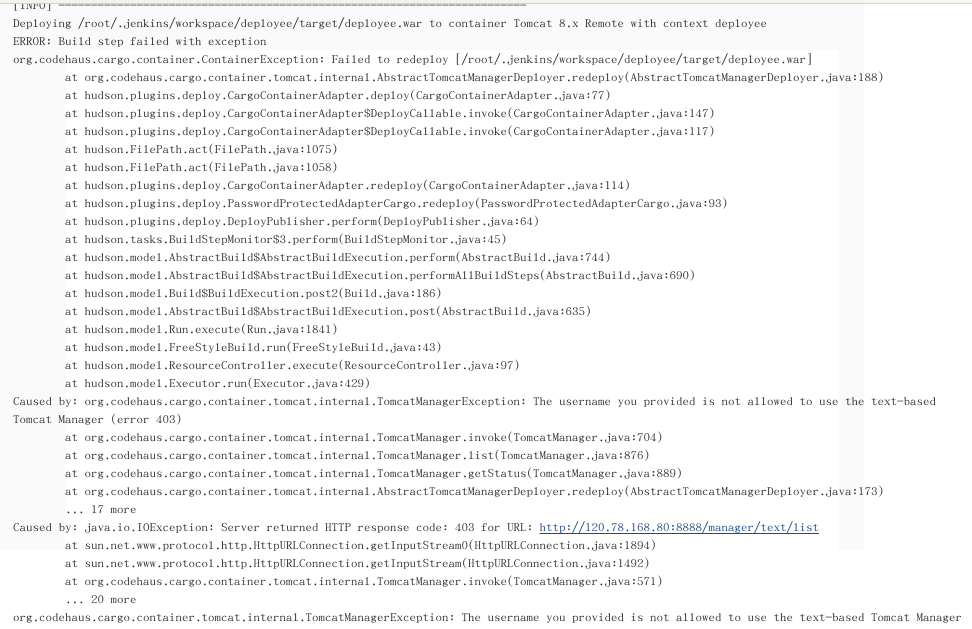 [INFO] ------------------------------------------------------------------------
Deploying /root/.jenkins/workspace/deployee/target/deployee.war to container Tomcat 8.x Remote with context deployee
ERROR: Build step failed with exception
org.codehaus.cargo.container.ContainerException: Failed to redeploy [/root/.jenkins/workspace/deployee/target/deployee.war]
at org.codehaus.cargo.container.tomcat.internal.AbstractTomcatManagerDeployer.redeploy(AbstractTomcatManagerDeployer.java:188)
at hudson.plugins.deploy.CargoContainerAdapter.deploy(CargoContainerAdapter.java:77)
at hudson.plugins.deploy.CargoContainerAdapter$DeployCallable.invoke(CargoContainerAdapter.java:147)
at hudson.plugins.deploy.CargoContainerAdapter$DeployCallable.invoke(CargoContainerAdapter.java:117)
at hudson.FilePath.act(FilePath.java:1075)
at hudson.FilePath.act(FilePath.java:1058)
at hudson.plugins.deploy.CargoContainerAdapter.redeploy(CargoContainerAdapter.java:114)
at hudson.plugins.deploy.PasswordProtectedAdapterCargo.redeploy(PasswordProtectedAdapterCargo.java:93)
at hudson.plugins.deploy.DeployPublisher.perform(DeployPublisher.java:64)
at hudson.tasks.BuildStepMonitor$3.perform(BuildStepMonitor.java:45)
at hudson.model.AbstractBuild$AbstractBuildExecution.perform(AbstractBuild.java:744)
at hudson.model.AbstractBuild$AbstractBuildExecution.performAllBuildSteps(AbstractBuild.java:690)
at hudson.model.Build$BuildExecution.post2(Build.java:186)
at hudson.model.AbstractBuild$AbstractBuildExecution.post(AbstractBuild.java:635)
at hudson.model.Run.execute(Run.java:1841)
at hudson.model.FreeStyleBuild.run(FreeStyleBuild.java:43)
at hudson.model.ResourceController.execute(ResourceController.java:97)
at hudson.model.Executor.run(Executor.java:429)
Caused by: org.codehaus.cargo.container.tomcat.internal.TomcatManagerException: The username you provided is not allowed to use the text-based
Tomcat Manager (error 403)
at org.codehaus.cargo.container.tomcat.internal.TomcatManager.invoke(TomcatManager.java:704)
at org.codehaus.cargo.container.tomcat.internal.TomcatManager.list(TomcatManager.java:876)
at org.codehaus.cargo.container.tomcat.internal.TomcatManager.getStatus(TomcatManager.java:889)
at org.codehaus.cargo.container.tomcat.internal.AbstractTomcatManagerDeployer.redeploy(AbstractTomcatManagerDeployer.java:173)
... 17 more
Caused by: java.io.IOException: Server returned HTTP response code: 403 for URL: http://120.78.168.80:8888/manager/text/list
at sun.net.www.protocol.http.HttpURLConnection.getInputStream0(HttpURLConnection.java:1894)
at sun.net.www.protocol.http.HttpURLConnection.getInputStream(HttpURLConnection.java:1492)
at org.codehaus.cargo.container.tomcat.internal.TomcatManager.invoke(TomcatManager.java:571)
... 20 more
org.codehaus.cargo.container.tomcat.internal.TomcatManagerException: The username you provided is not allowed to use the text-based Tomcat Manager